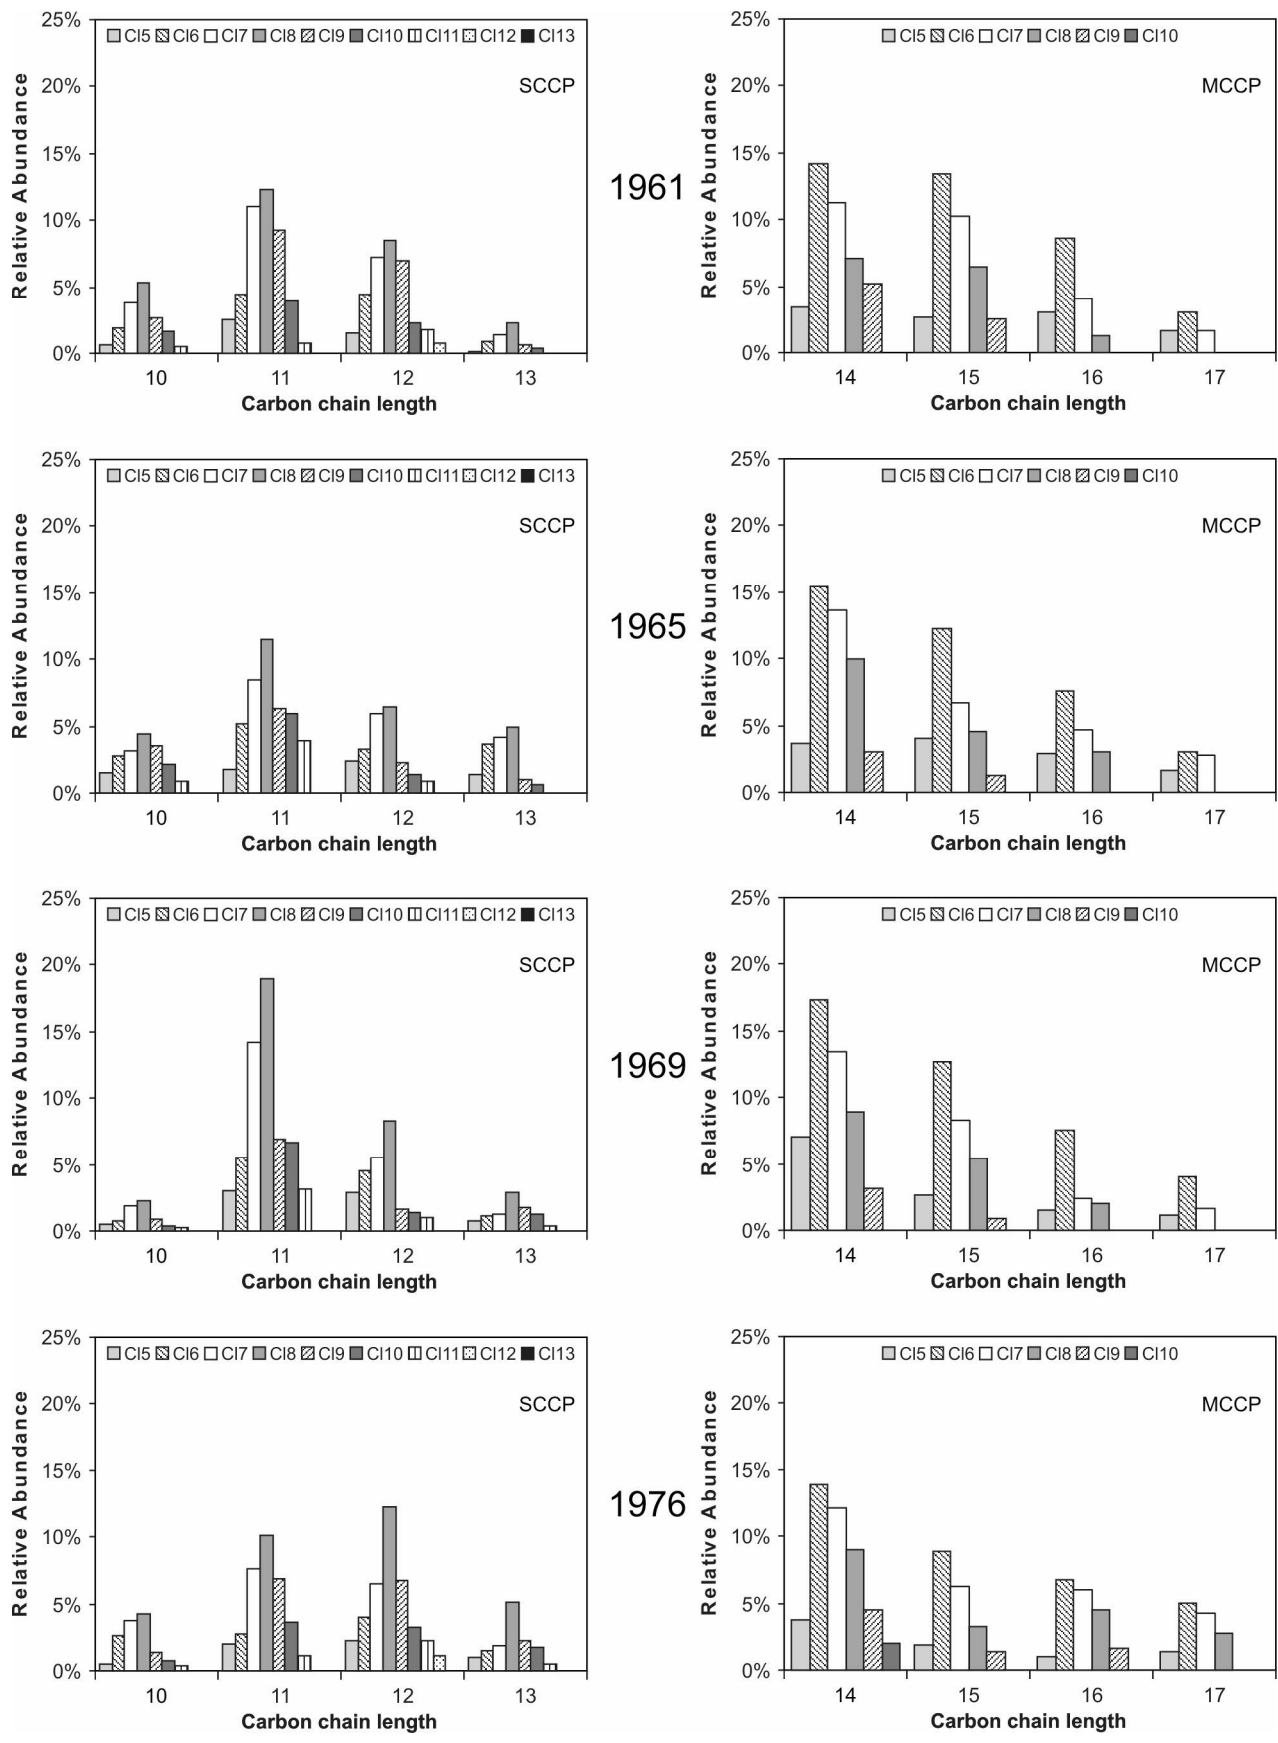 25%
Cl5 Cl6 Cl7 Cl8 Cl9 Cl10 Cl11 Cl12 Cl13
SCCP
20%
15%
10%
5%
0%
Relative Abundance
10 11 12 13
Carbon chain length
1961
25%
Cl5 Cl6 Cl7 Cl8 Cl9 Cl10
MCCP
20%
15%
10%
5%
0%
Relative Abundance
14 15 16 17
Carbon chain length
25%
Cl5 Cl6 Cl7 Cl8 Cl9 Cl10 Cl11 Cl12 Cl13
SCCP
20%
15%
10%
5%
0%
Relative Abundance
10 11 12 13
Carbon chain length
1965
25%
Cl5 Cl6 Cl7 Cl8 Cl9 Cl10
MCCP
20%
15%
10%
5%
0%
Relative Abundance
14 15 16 17
Carbon chain length
25%
Cl5 Cl6 Cl7 Cl8 Cl9 Cl10 Cl11 Cl12 Cl13
SCCP
20%
15%
10%
5%
0%
Relative Abundance
10 11 12 13
Carbon chain length
1969
25%
Cl5 Cl6 Cl7 Cl8 Cl9 Cl10
MCCP
20%
15%
10%
5%
0%
Relative Abundance
14 15 16 17
Carbon chain length
25%
Cl5 Cl6 Cl7 Cl8 Cl9 Cl10 Cl11 Cl12 Cl13
SCCP
20%
15%
10%
5%
0%
Relative Abundance
10 11 12 13
Carbon chain length
1976
25%
Cl5 Cl6 Cl7 Cl8 Cl9 Cl10
MCCP
20%
15%
10%
5%
0%
Relative Abundance
14 15 16 17
Carbon chain length